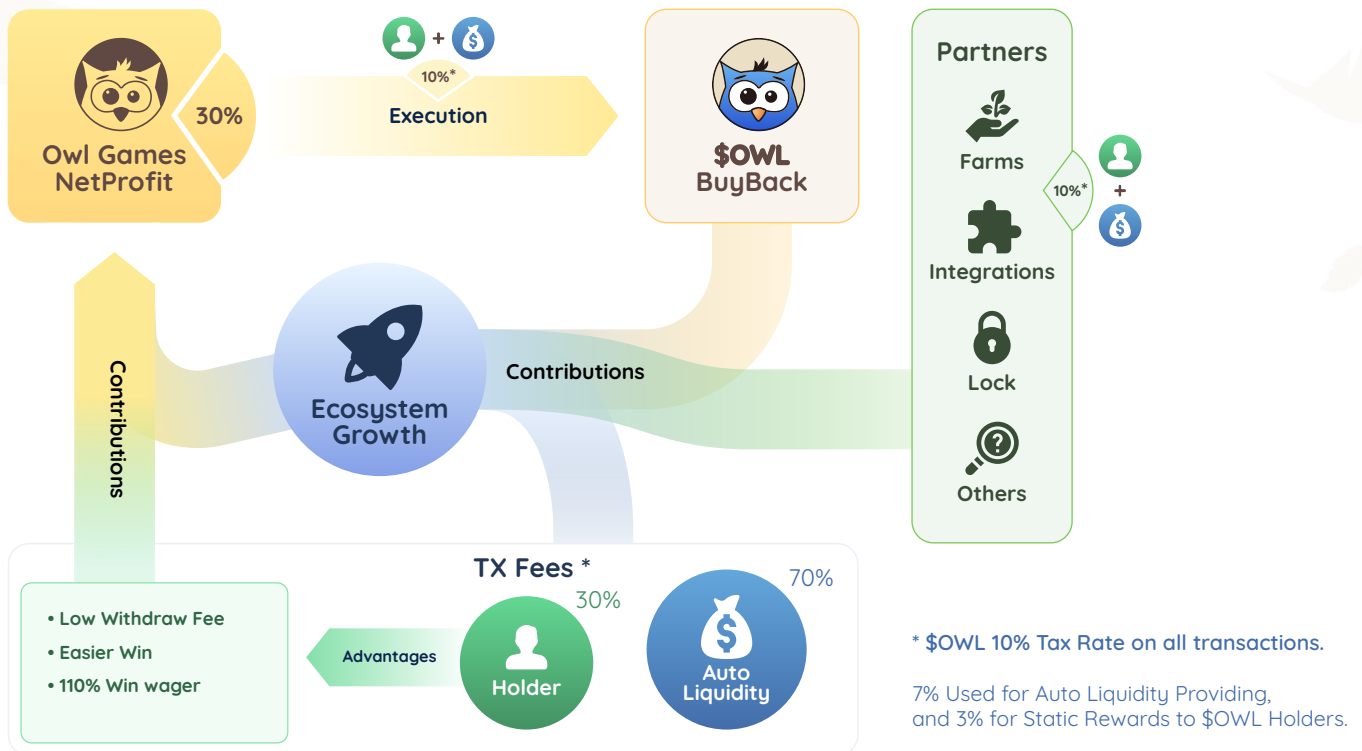 Owl Games
NetProfit
30%
+
10%*
Execution
$OWL
BuyBack
Partners
Farms
Integrations
Lock
Others
10%*
+
Contributions
Ecosystem
Growth
Contributions
TX Fees *
30%
Holder
70%
Auto
Liquidity
Advantages
• Low Withdraw Fee
• Easier Win
• 110% Win wager
* $OWL 10% Tax Rate on all transactions.
7% Used for Auto Liquidity Providing,
and 3% for Static Rewards to $OWL Holders.